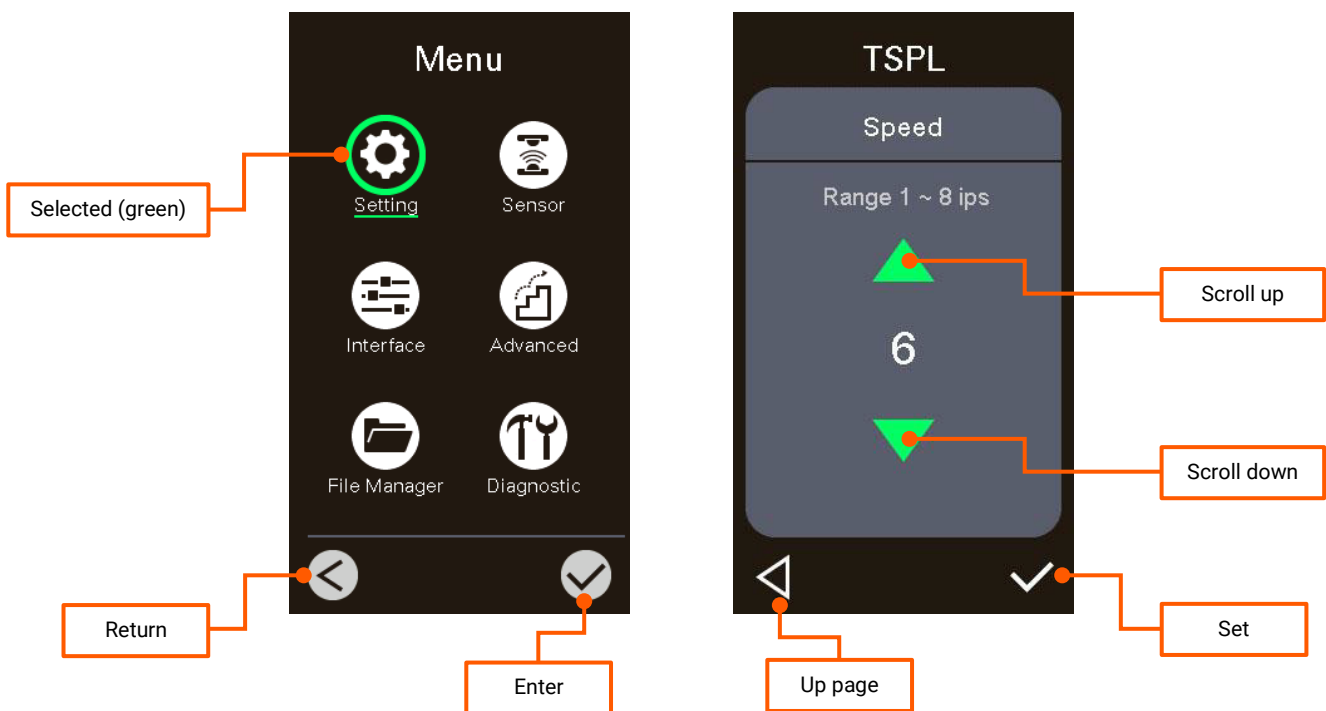 Menu
Setting
Sensor
Interface
Advanced
File Manager
Diagnostic
Selected (green)
Return
Enter
TSPL
Speed
Range 1 ~ 8 ips
6
Scroll up
Scroll down
Set
Up page